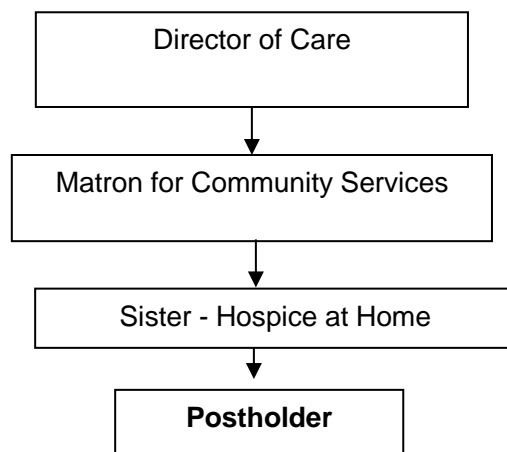 Director of Care
Matron for Community Services
Sister - Hospice at Home
Postholder